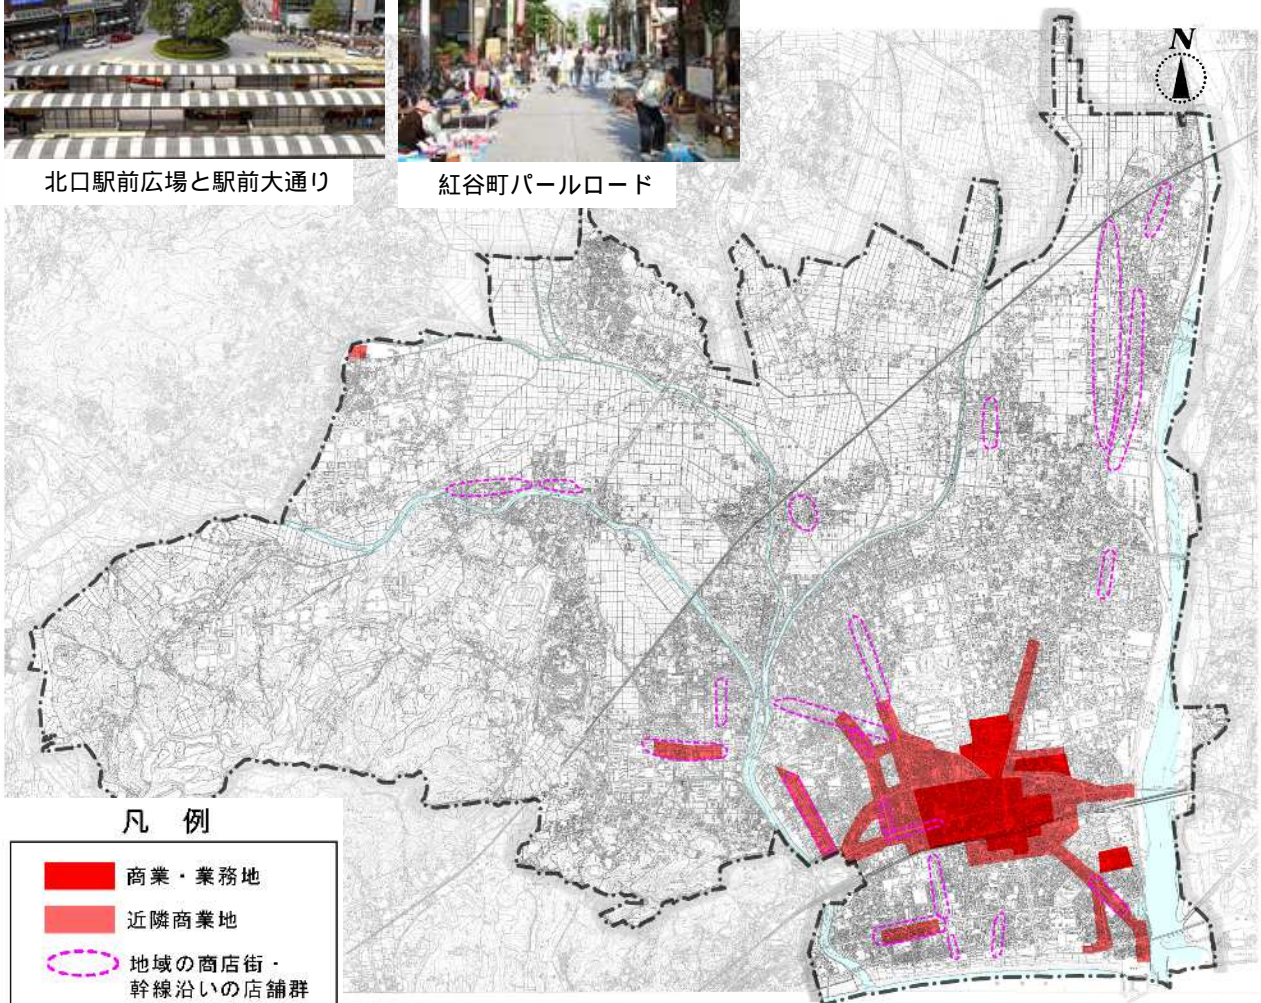 北口駅前広場と駅前大通り
紅谷町パールロード
N
凡 例
商業・業務地
近隣商業地
地域の商店街・
幹線沿いの店舗群